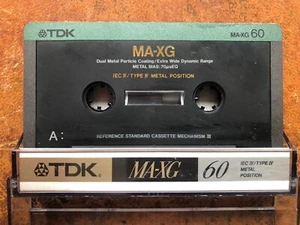 TDK MA-XG 60
MA-XG
Dual Metal Particle Coating/Extra Wide Dynamic Range
METAL BIAS: 70µsEQ
IEC IV/TYPE IV METAL POSITION
A:
REFERENCE STANDARD CASSETTE MECHANISM III
TDK MA-XG 60 IEC IV/TYPE IV
METAL
POSITION